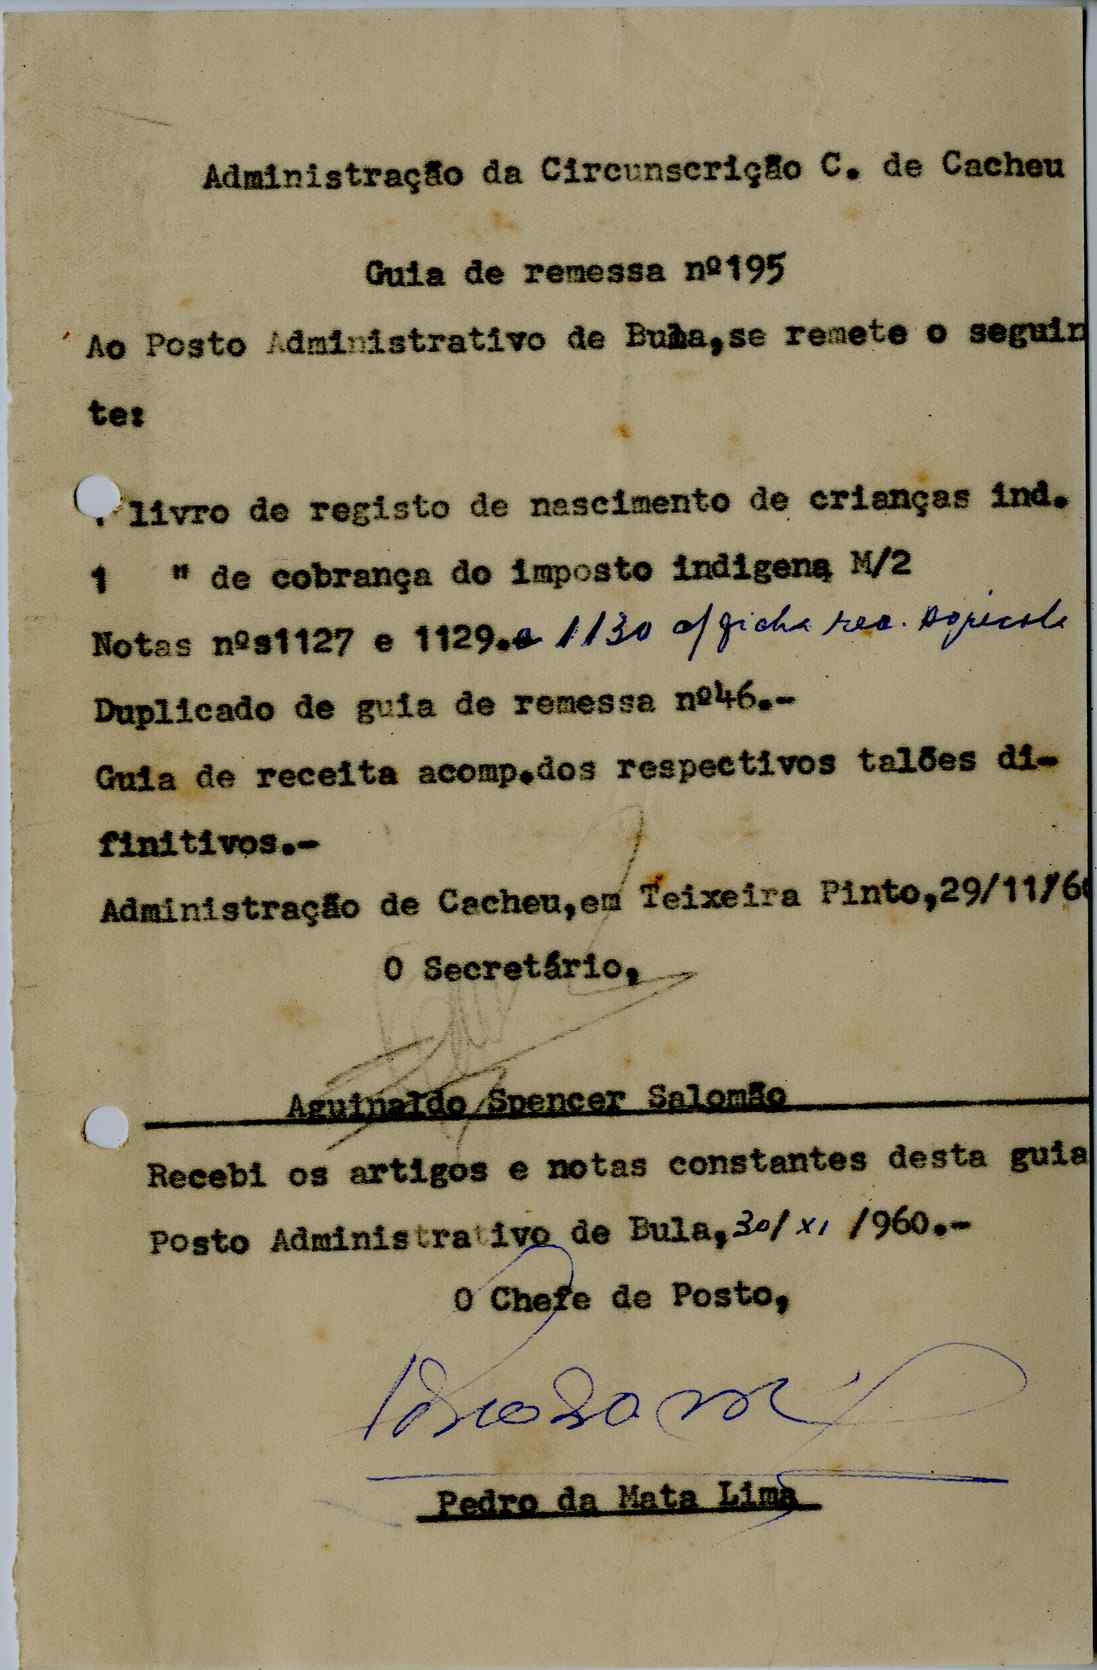 Administração da Circunscrição C. de Cacheu
Guia de remessa nº195
Ao Posto Administrativo de Bula,se remete o seguin
te:
livro de registo de nascimento de crianças ind.
1 " de cobrança do imposto indigena M/2
Notas nºs1127 e 1129.e 1130 c/ ficha rec. Agricola
Duplicado de guia de remessa nº46.-
Guia de receita acomp.dos respectivos talões di-
finitivos.-
Administração de Cacheu,em Teixeira Pinto,29/11/60
O Secretário,
Aguinaldo Spencer Salomão
Recebi os artigos e notas constantes desta guia
Posto Administrativo de Bula,30/XI/960.-
O Chefe de Posto,
Pedro da Mata Lima